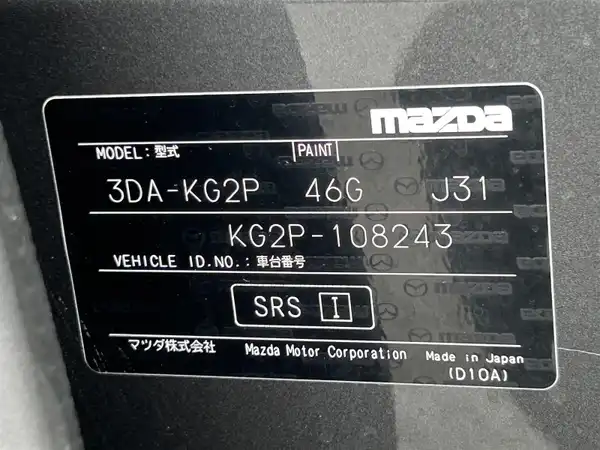 mazda
MODEL:型式 PAINT
3DA-KG2P 46G J31
KG2P-108243
VEHICLE ID.NO.:車台番号
SRS I
マツダ株式会社 Mazda Motor Corporation Made in Japan
(D10A)